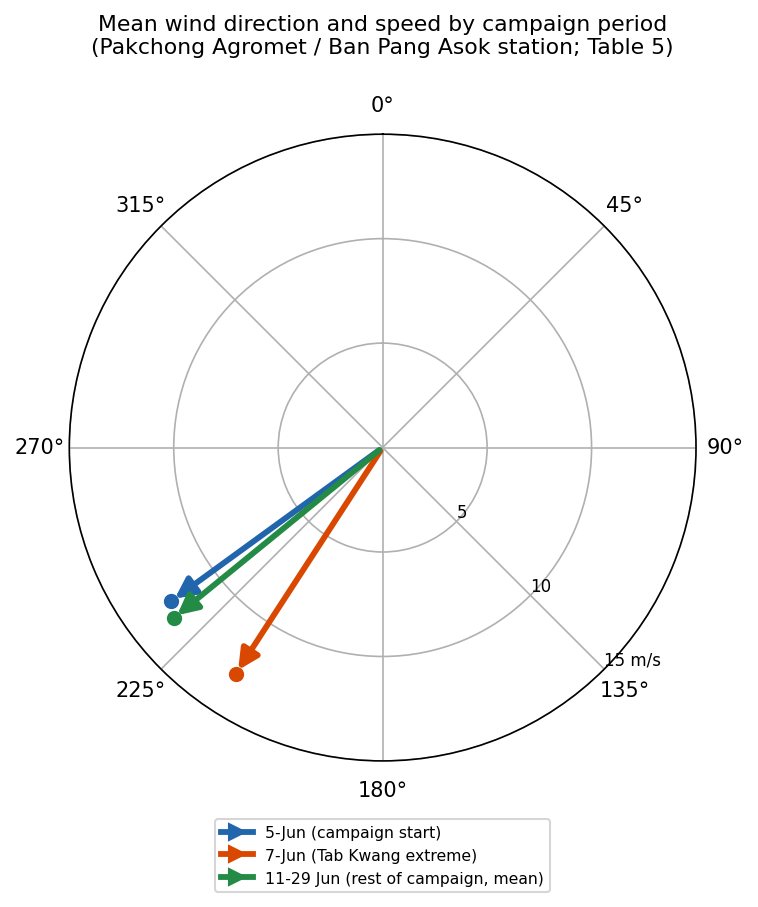 Mean wind direction and speed by campaign period
(Pakchong Agromet / Ban Pang Asok station; Table 5)
0°
315°
45°
270°
90°
5
10
15 m/s
225°
135°
180°
5-Jun (campaign start)
7-Jun (Tab Kwang extreme)
11-29 Jun (rest of campaign, mean)